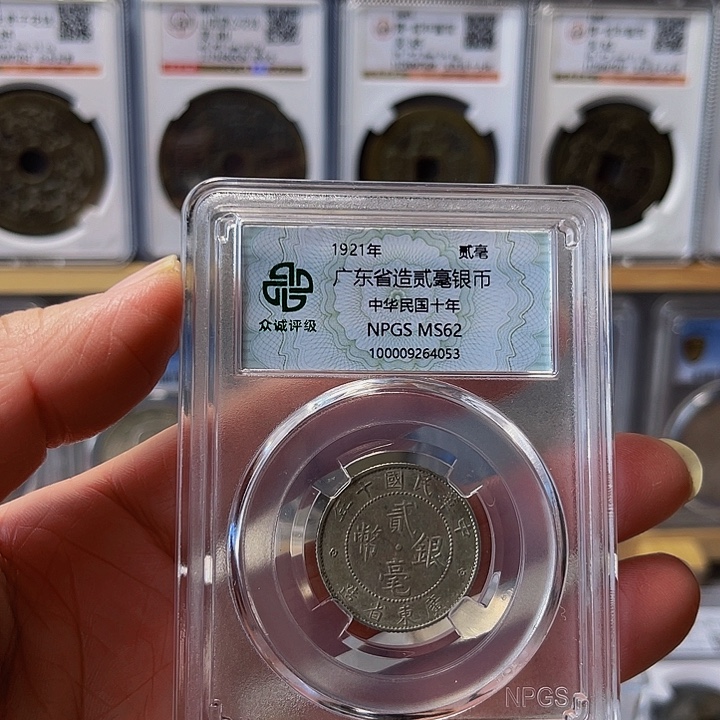 1921年 贰毫
广东省造贰毫银币
中华民国十年
NPGS MS62
100009264053
众诚评级
中華民國十年
貳
幣·銀
毫
廣東省造
NPGS